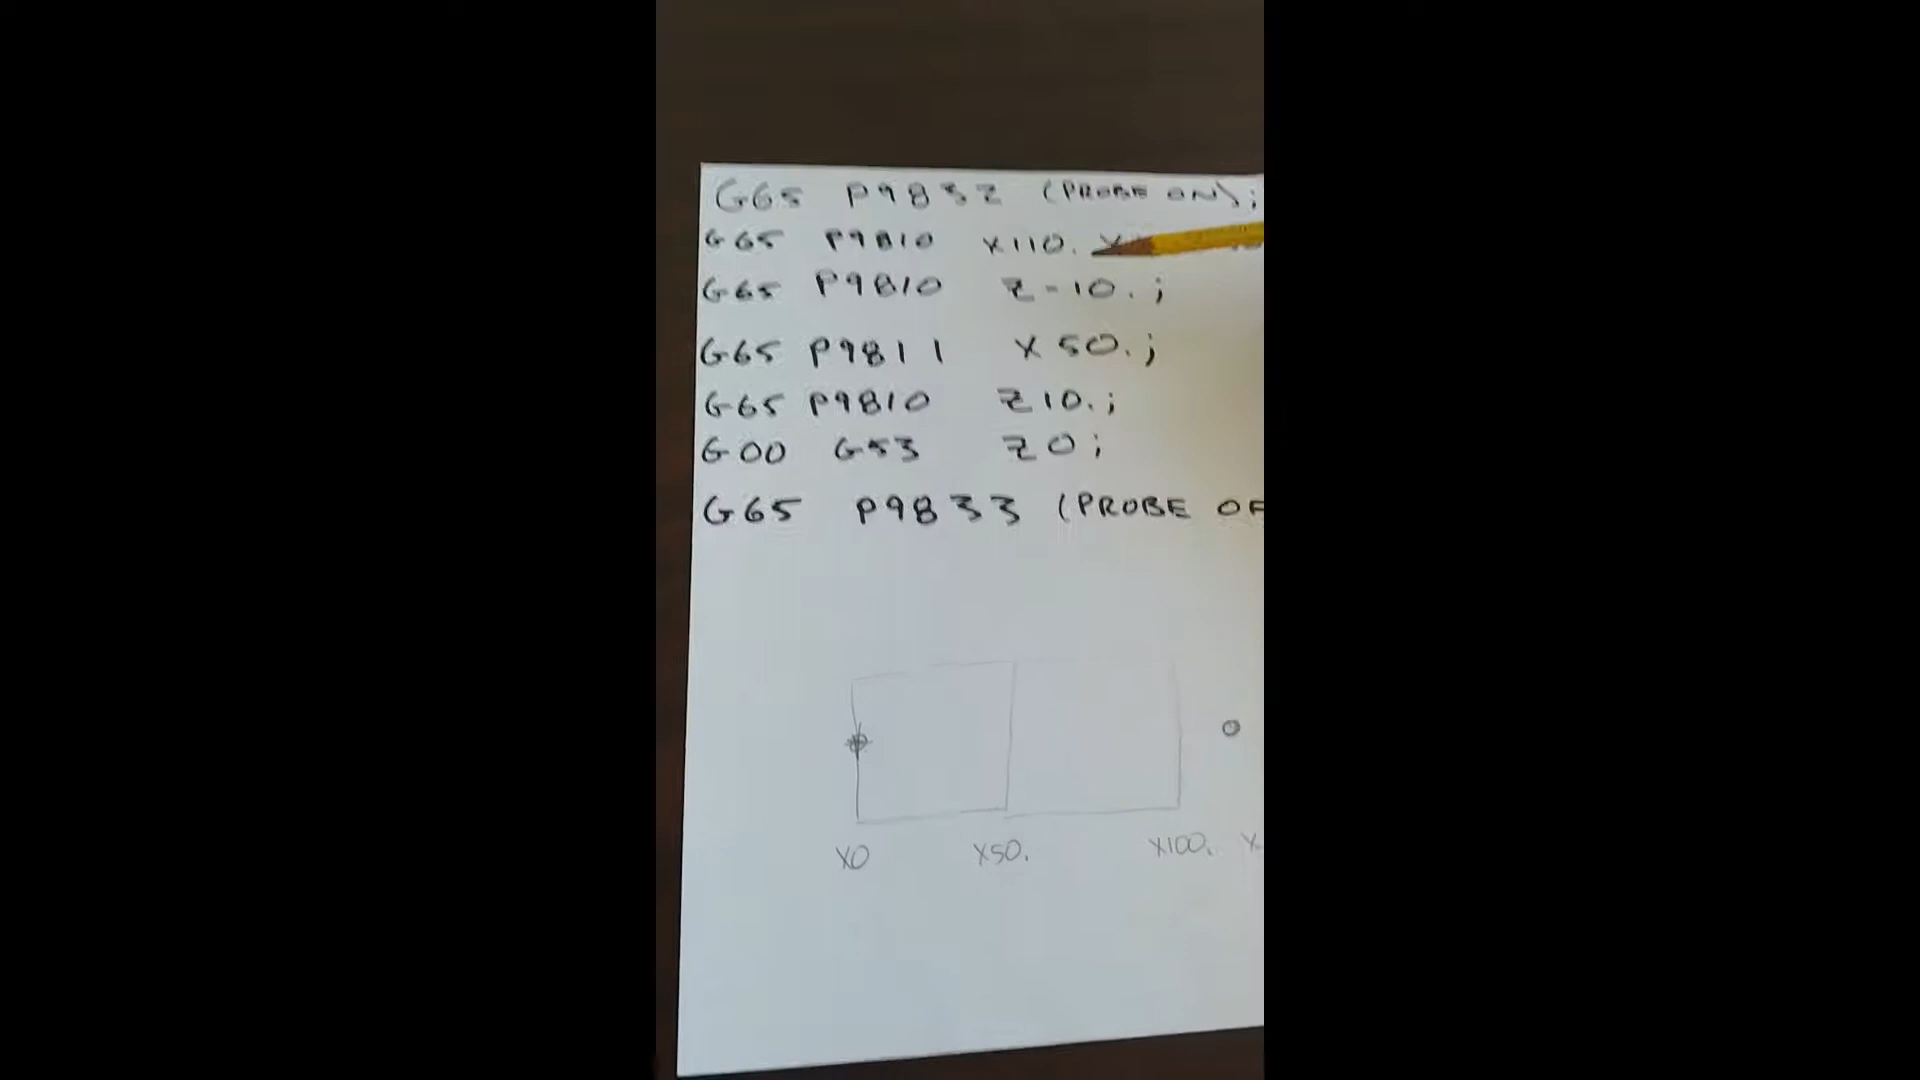 G65 P9832 (PROBE ON);
G65 P9810 X110.
G65 P9810 Z-10.;
G65 P9811 X50.;
G65 P9810 Z10.;
G00 G53 Z0;
G65 P9833 (PROBE OF
X0 X50. X100. X